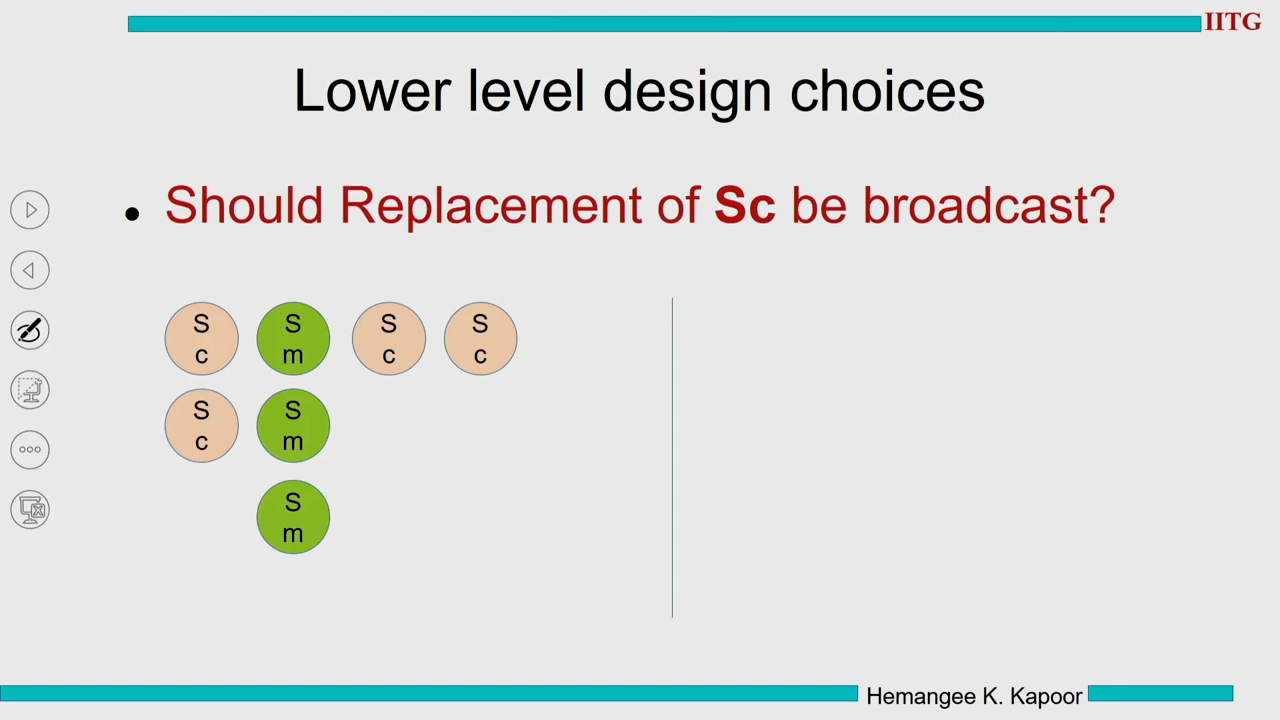 IITG
Lower level design choices
• Should Replacement of Sc be broadcast?
S S S S
c m c c
S S
c m
S
m
Hemangee K. Kapoor